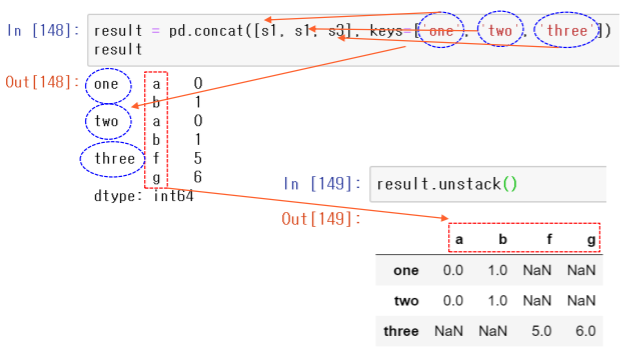 In [148]: result = pd.concat([s1, s1, s3], keys=['one', 'two', 'three'])
result
Out[148]: one a 0
b 1
two a 0
b 1
three f 5
g 6
dtype: int64
In [149]: result.unstack()
Out[149]:
a b f g
one 0.0 1.0 NaN NaN
two 0.0 1.0 NaN NaN
three NaN NaN 5.0 6.0